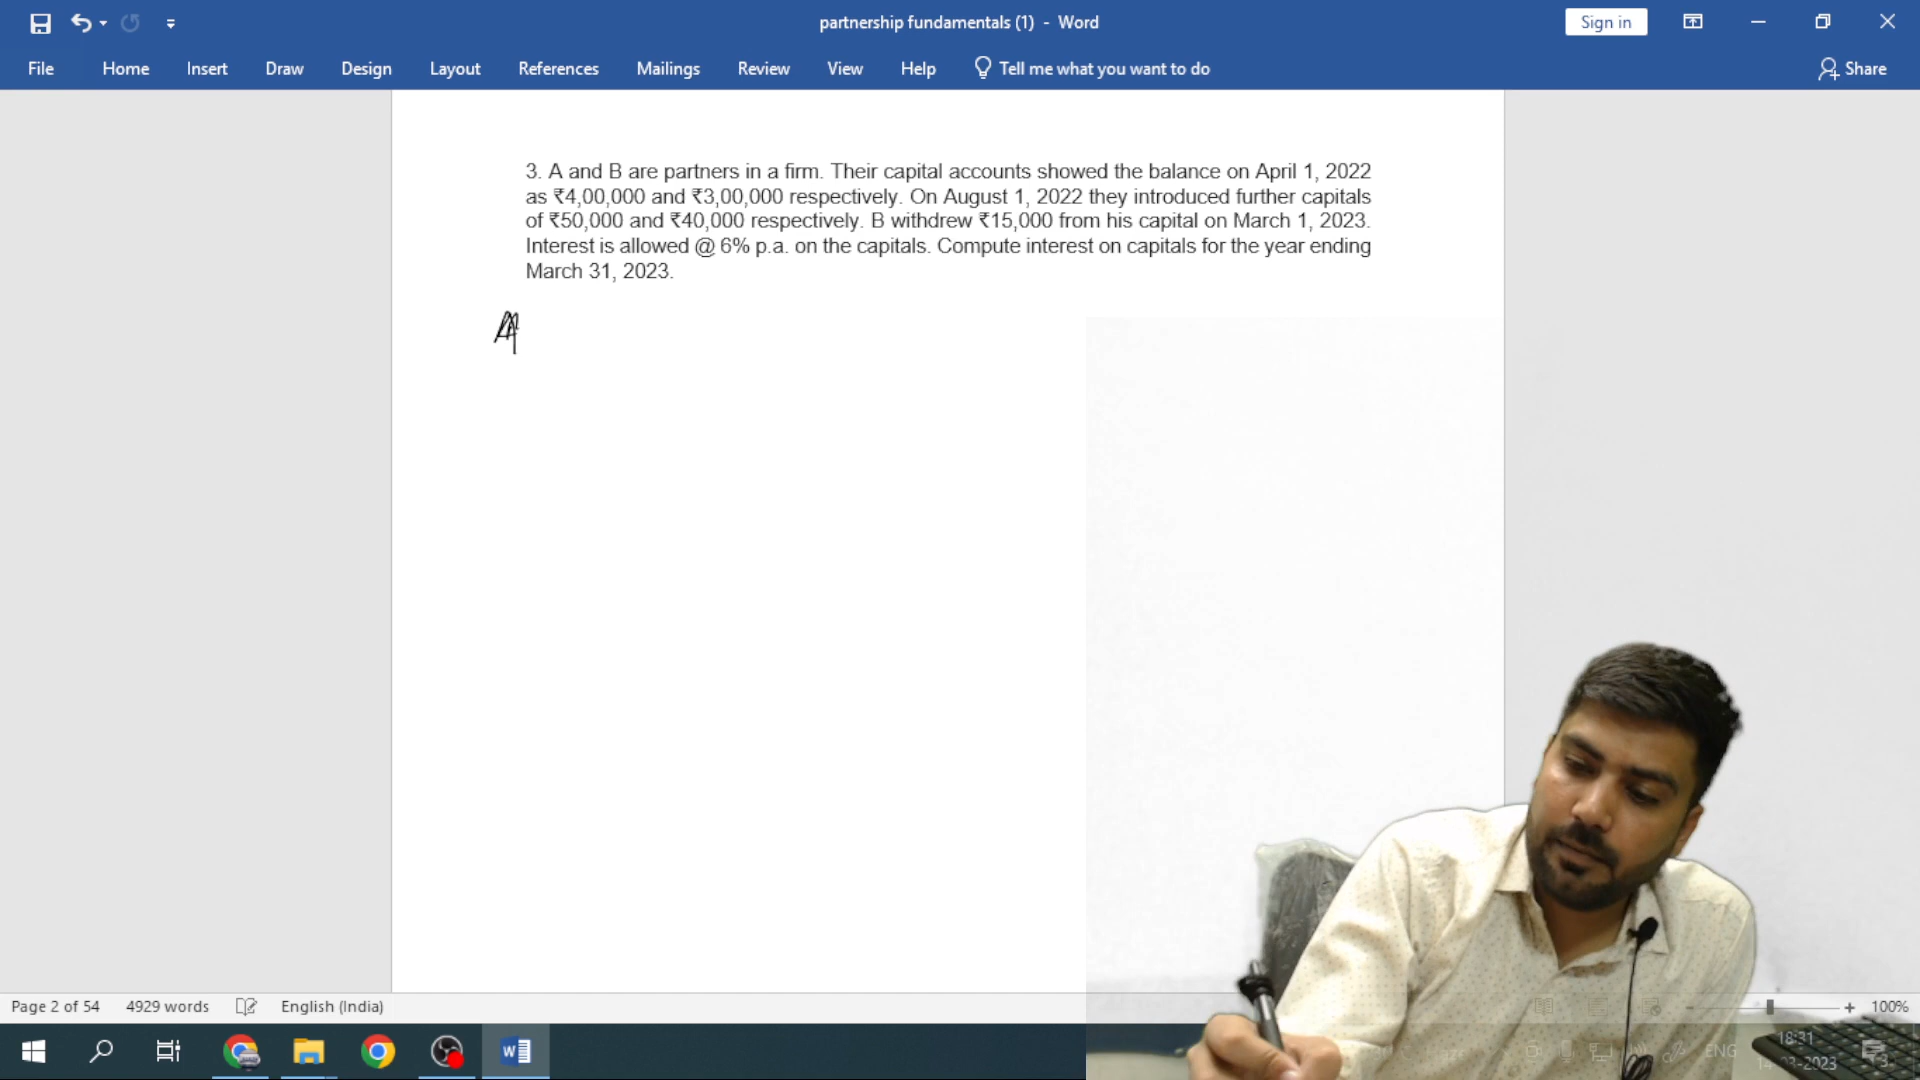 partnership fundamentals (1) - Word
Sign in
File Home Insert Draw Design Layout References Mailings Review View Help Tell me what you want to do Share
3. A and B are partners in a firm. Their capital accounts showed the balance on April 1, 2022
as ₹4,00,000 and ₹3,00,000 respectively. On August 1, 2022 they introduced further capitals
of ₹50,000 and ₹40,000 respectively. B withdrew ₹15,000 from his capital on March 1, 2023.
Interest is allowed @ 6% p.a. on the capitals. Compute interest on capitals for the year ending
March 31, 2023.
Page 2 of 54 4929 words English (India) 100%
ENG
18:31